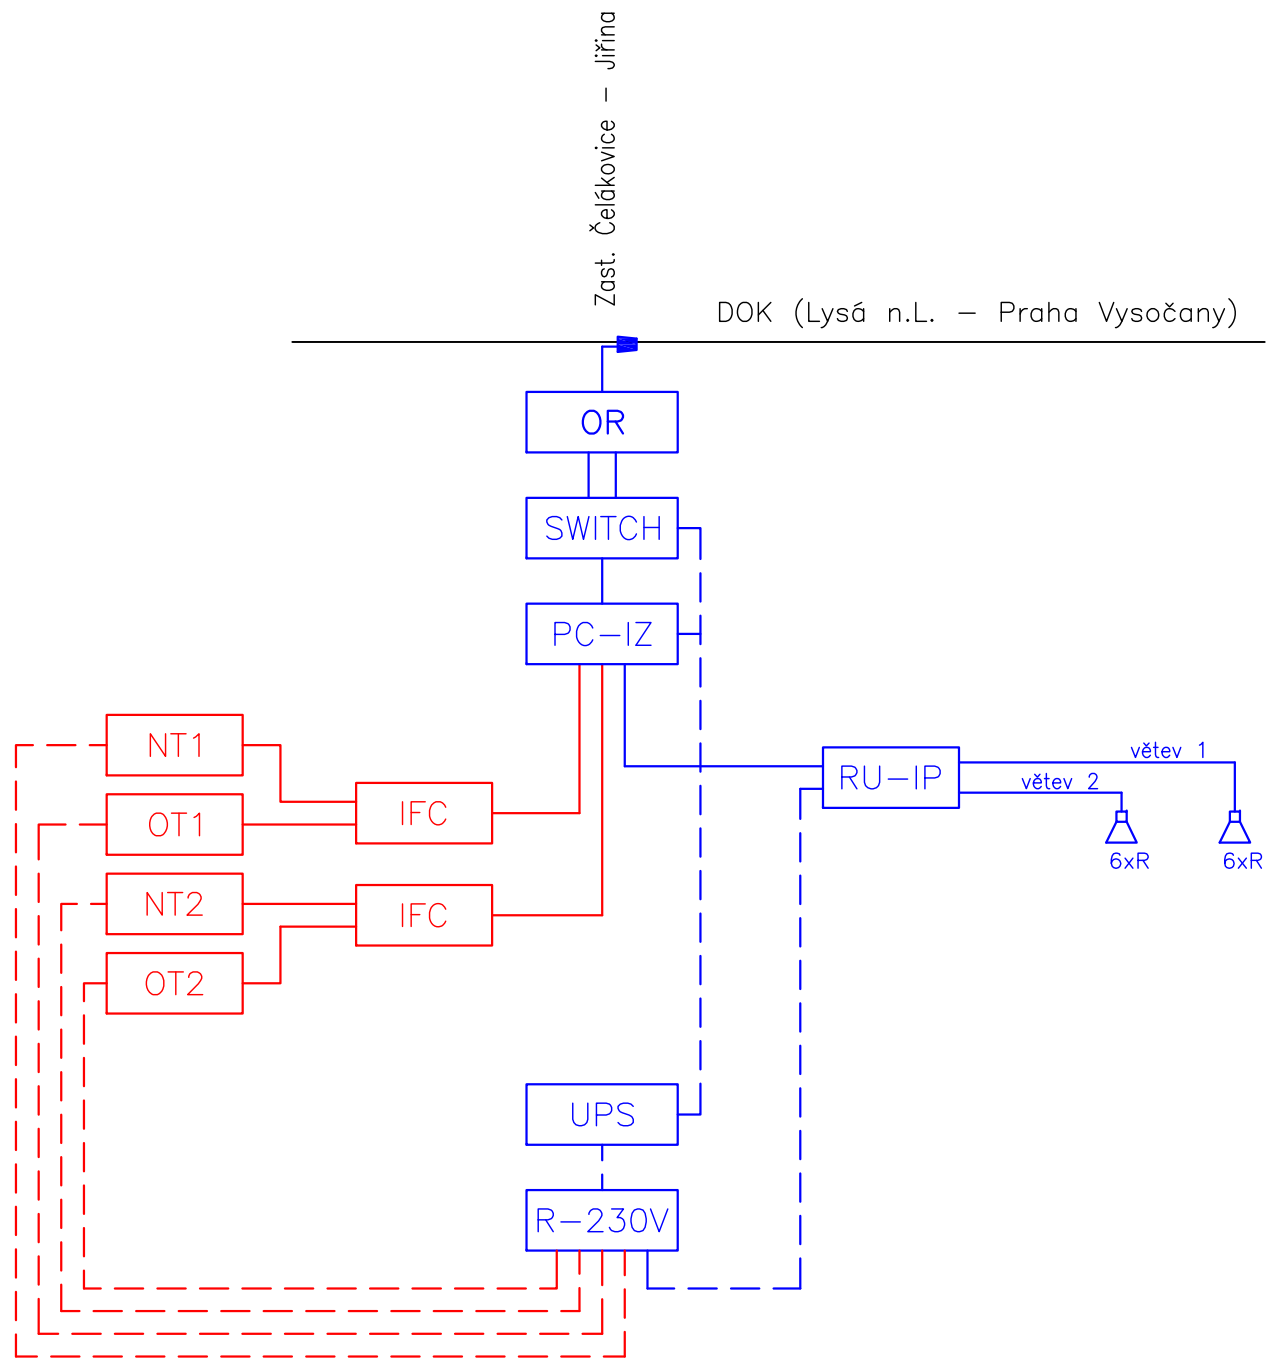 Zast. Čelákovice – Jiřina
DOK (Lysá n.L. – Praha Vysočany)
OR
SWITCH
PC–IZ
NT1
IFC
OT1
RU–IP
větev 1
větev 2
6xR
6xR
NT2
IFC
OT2
UPS
R–230V